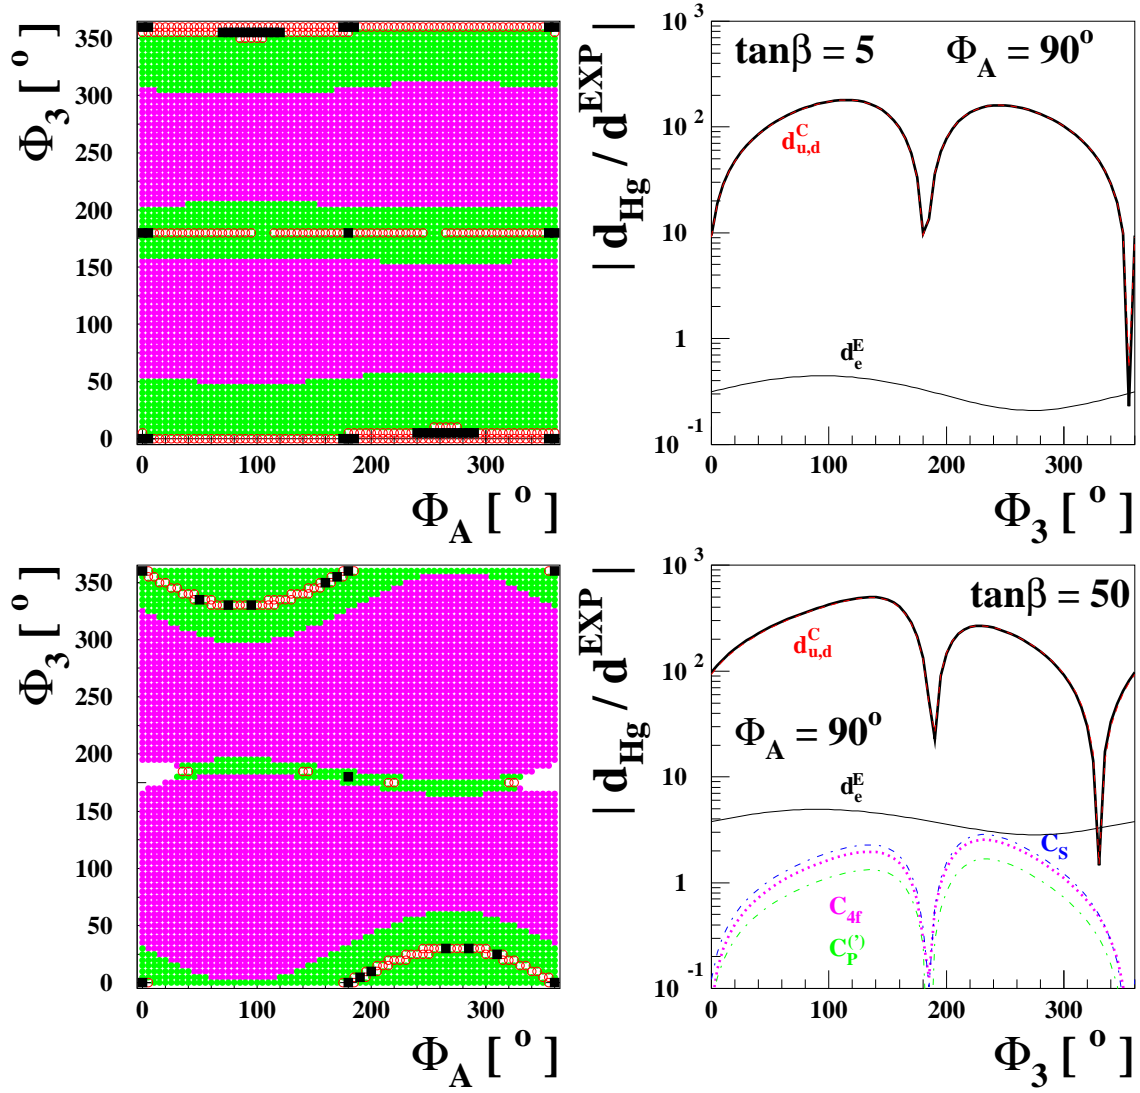 Φ3 [ o ]
350
300
250
200
150
100
50
0
0 100 200 300
ΦA [ o ]
| dHg / dEXP |
tanβ = 5 ΦA = 90o
10 3
10 2
10
1
10 -1
dCu,d
dEe
0 100 200 300
Φ3 [ o ]
Φ3 [ o ]
350
300
250
200
150
100
50
0
0 100 200 300
ΦA [ o ]
| dHg / dEXP |
tanβ = 50
10 3
10 2
10
1
10 -1
dCu,d
ΦA = 90o
dEe
CS
C4f
C(')P
0 100 200 300
Φ3 [ o ]